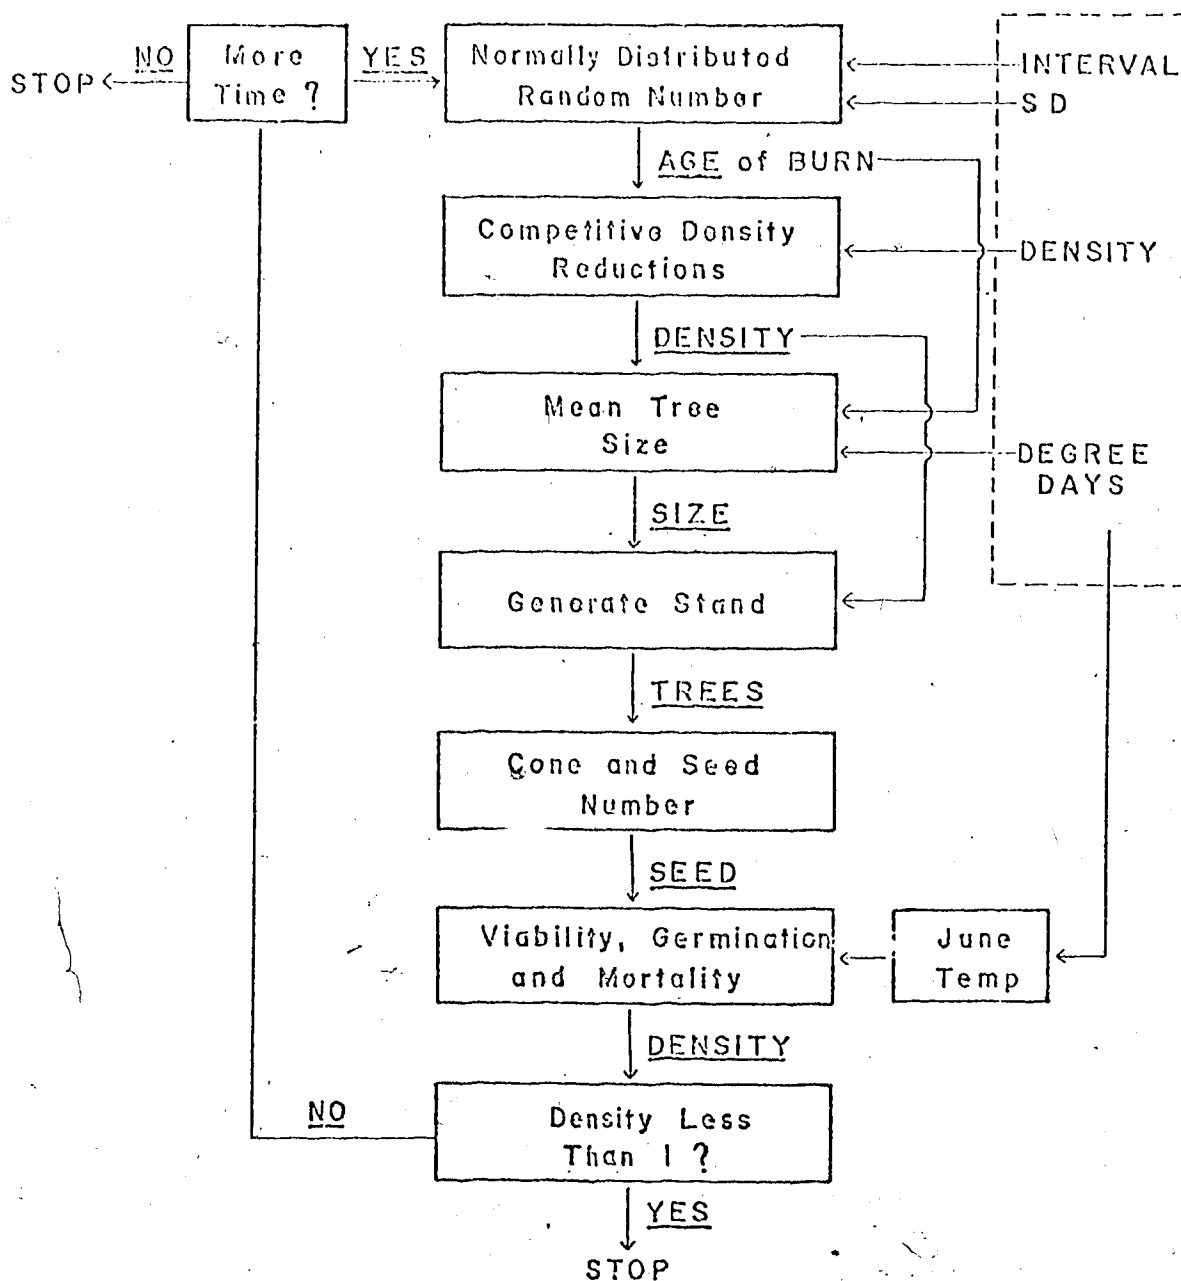 NO
More
Time ?
STOP
YES
Normally Distributed
Random Number
INTERVAL
SD
AGE of BURN
Competitive Density
Reductions
DENSITY
DENSITY
Mean Tree
Size
DEGREE
DAYS
SIZE
Generate Stand
TREES
Cone and Seed
Number
SEED
Viability, Germination
and Mortality
June
Temp
DENSITY
Density Less
Than 1 ?
NO
YES
STOP